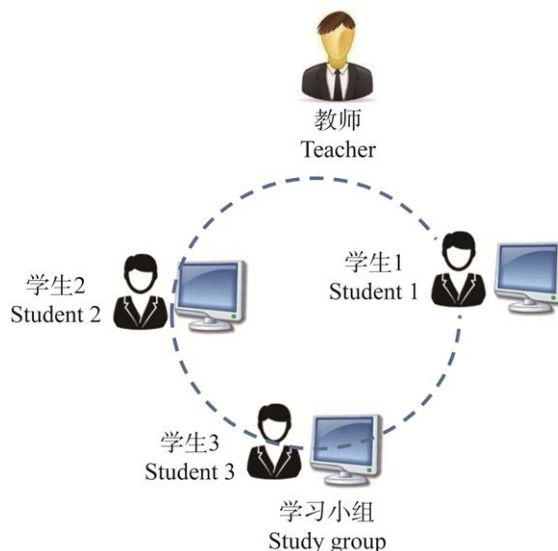 教师
Teacher
学生1
Student 1
学生2
Student 2
学生3
Student 3
学习小组
Study group